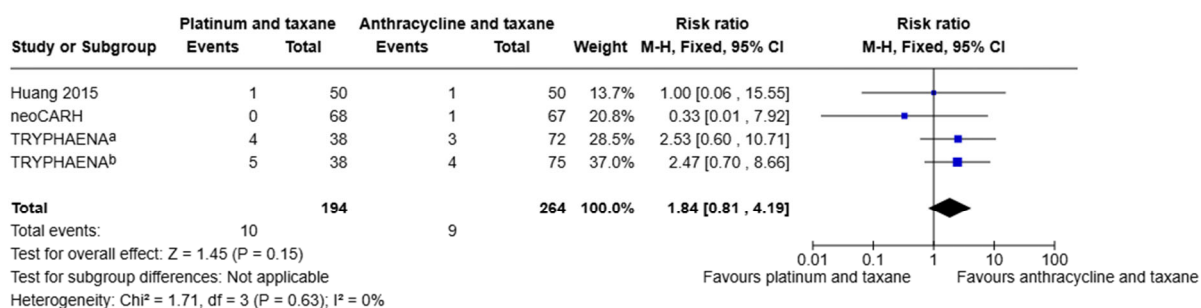 Platinum and taxane Anthracycline and taxane Risk ratio Risk ratio
Study or Subgroup Events Total Events Total Weight M-H, Fixed, 95% CI M-H, Fixed, 95% CI
Huang 2015 1 50 1 50 13.7% 1.00 [0.06 , 15.55]
neoCARH 0 68 1 67 20.8% 0.33 [0.01 , 7.92]
TRYPHAENAᵃ 4 38 3 72 28.5% 2.53 [0.60 , 10.71]
TRYPHAENAᵇ 5 38 4 75 37.0% 2.47 [0.70 , 8.66]
Total 194 264 100.0% 1.84 [0.81 , 4.19]
Total events: 10 9
Test for overall effect: Z = 1.45 (P = 0.15) 0.01 0.1 1 10 100
Test for subgroup differences: Not applicable Favours platinum and taxane Favours anthracycline and taxane
Heterogeneity: Chi² = 1.71, df = 3 (P = 0.63); I² = 0%